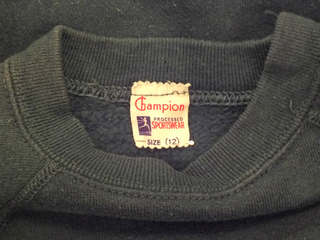 Champion
PROCESSED
SPORTSWEAR
SIZE (12)